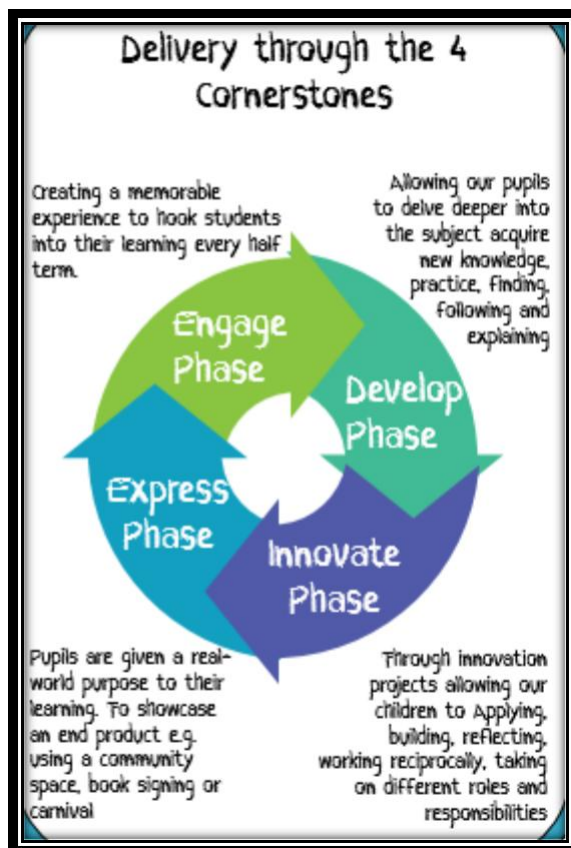 Delivery through the 4
Cornerstones
Creating a memorable
experience to hook students
into their learning every half
term.
Allowing our pupils
to delve deeper into
the subject acquire
new knowledge,
practice, finding,
following and
explaining
Engage
Phase
Develop
Phase
Express
Phase
Innovate
Phase
Pupils are given a real-
world purpose to their
learning. To showcase
an end product e.g.
using a community
space, book signing or
carnival
Through innovation
projects allowing our
children to Applying,
building, reflecting,
working reciprocally, taking
on different roles and
responsibilities